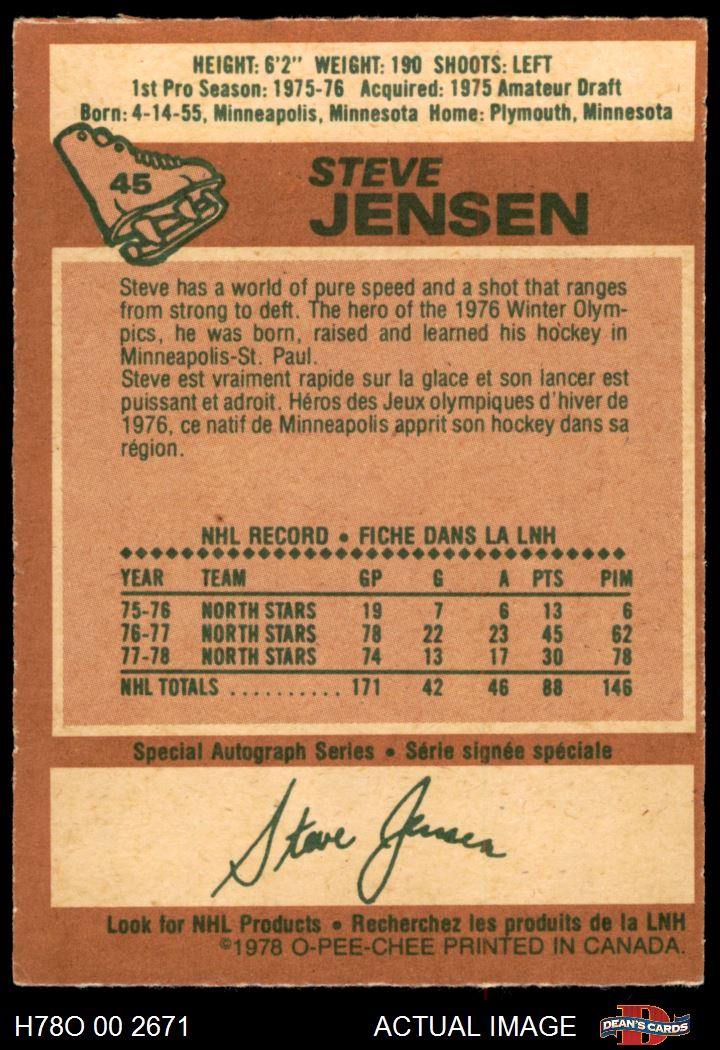 HEIGHT: 6'2" WEIGHT: 190 SHOOTS: LEFT
1st Pro Season: 1975-76 Acquired: 1975 Amateur Draft
Born: 4-14-55, Minneapolis, Minnesota Home: Plymouth, Minnesota
45
STEVE
JENSEN
Steve has a world of pure speed and a shot that ranges
from strong to deft. The hero of the 1976 Winter Olym-
pics, he was born, raised and learned his hockey in
Minneapolis-St. Paul.
Steve est vraiment rapide sur la glace et son lancer est
puissant et adroit. Héros des Jeux olympiques d'hiver de
1976, ce natif de Minneapolis apprit son hockey dans sa
région.
NHL RECORD • FICHE DANS LA LNH
YEAR TEAM GP G A PTS PIM
75-76 NORTH STARS 19 7 6 13 6
76-77 NORTH STARS 78 22 23 45 62
77-78 NORTH STARS 74 13 17 30 78
NHL TOTALS .......... 171 42 46 88 146
Special Autograph Series • Série signée spéciale
Steve Jensen
Look for NHL Products • Recherchez les produits de la LNH
©1978 O-PEE-CHEE PRINTED IN CANADA.
H78O 00 2671 ACTUAL IMAGE
D
DEAN'S CARDS